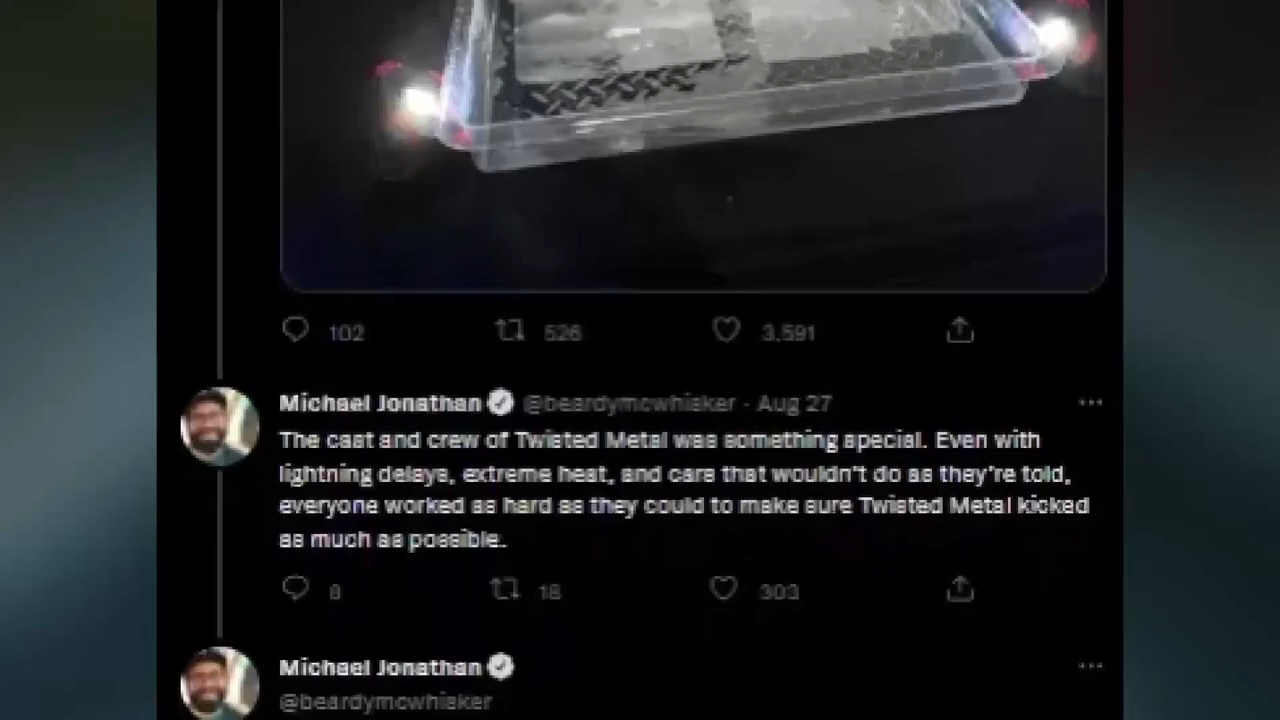 102 526 3,591
Michael Jonathan @beardymcwhisker · Aug 27
The cast and crew of Twisted Metal was something special. Even with
lightning delays, extreme heat, and cars that wouldn't do as they're told,
everyone worked as hard as they could to make sure Twisted Metal kicked
as much as possible.
8 18 303
Michael Jonathan
@beardymcwhisker